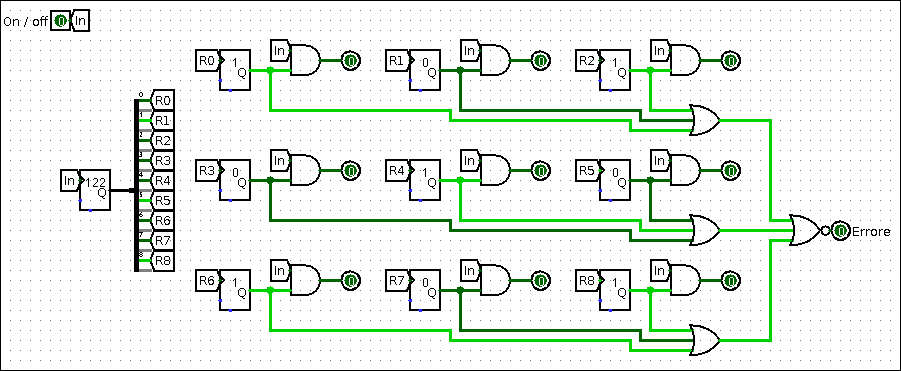 On / off 0 In
In In In
R0 1 Q 0 R1 0 Q 0 R2 1 Q 0
0 R0
1 R1
2 R2
3 R3
4 R4
5 R5
6 R6
7 R7
8 R8
In 122 Q
In In In
R3 0 Q 0 R4 1 Q 0 R5 0 Q 0
0 Errore
In In In
R6 1 Q 0 R7 0 Q 0 R8 1 Q 0